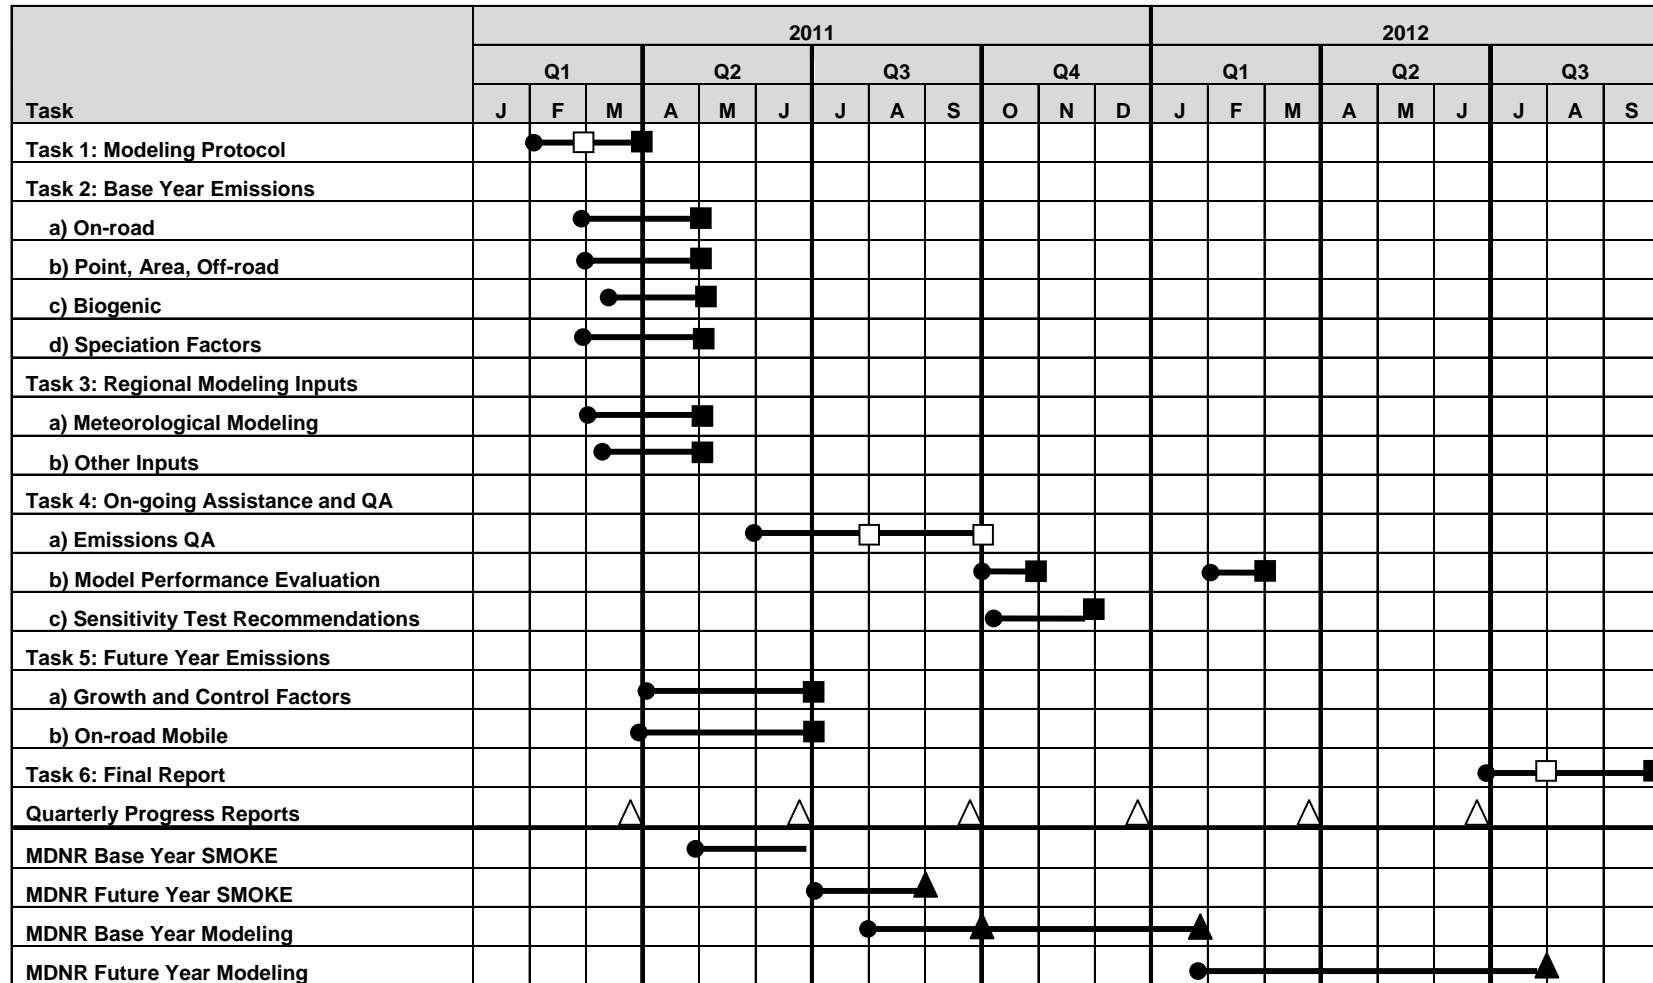 2011 2012
Q1 Q2 Q3 Q4 Q1 Q2 Q3
Task J F M A M J J A S O N D J F M A M J J A S
Task 1: Modeling Protocol
Task 2: Base Year Emissions
a) On-road
b) Point, Area, Off-road
c) Biogenic
d) Speciation Factors
Task 3: Regional Modeling Inputs
a) Meteorological Modeling
b) Other Inputs
Task 4: On-going Assistance and QA
a) Emissions QA
b) Model Performance Evaluation
c) Sensitivity Test Recommendations
Task 5: Future Year Emissions
a) Growth and Control Factors
b) On-road Mobile
Task 6: Final Report
Quarterly Progress Reports
MDNR Base Year SMOKE
MDNR Future Year SMOKE
MDNR Base Year Modeling
MDNR Future Year Modeling